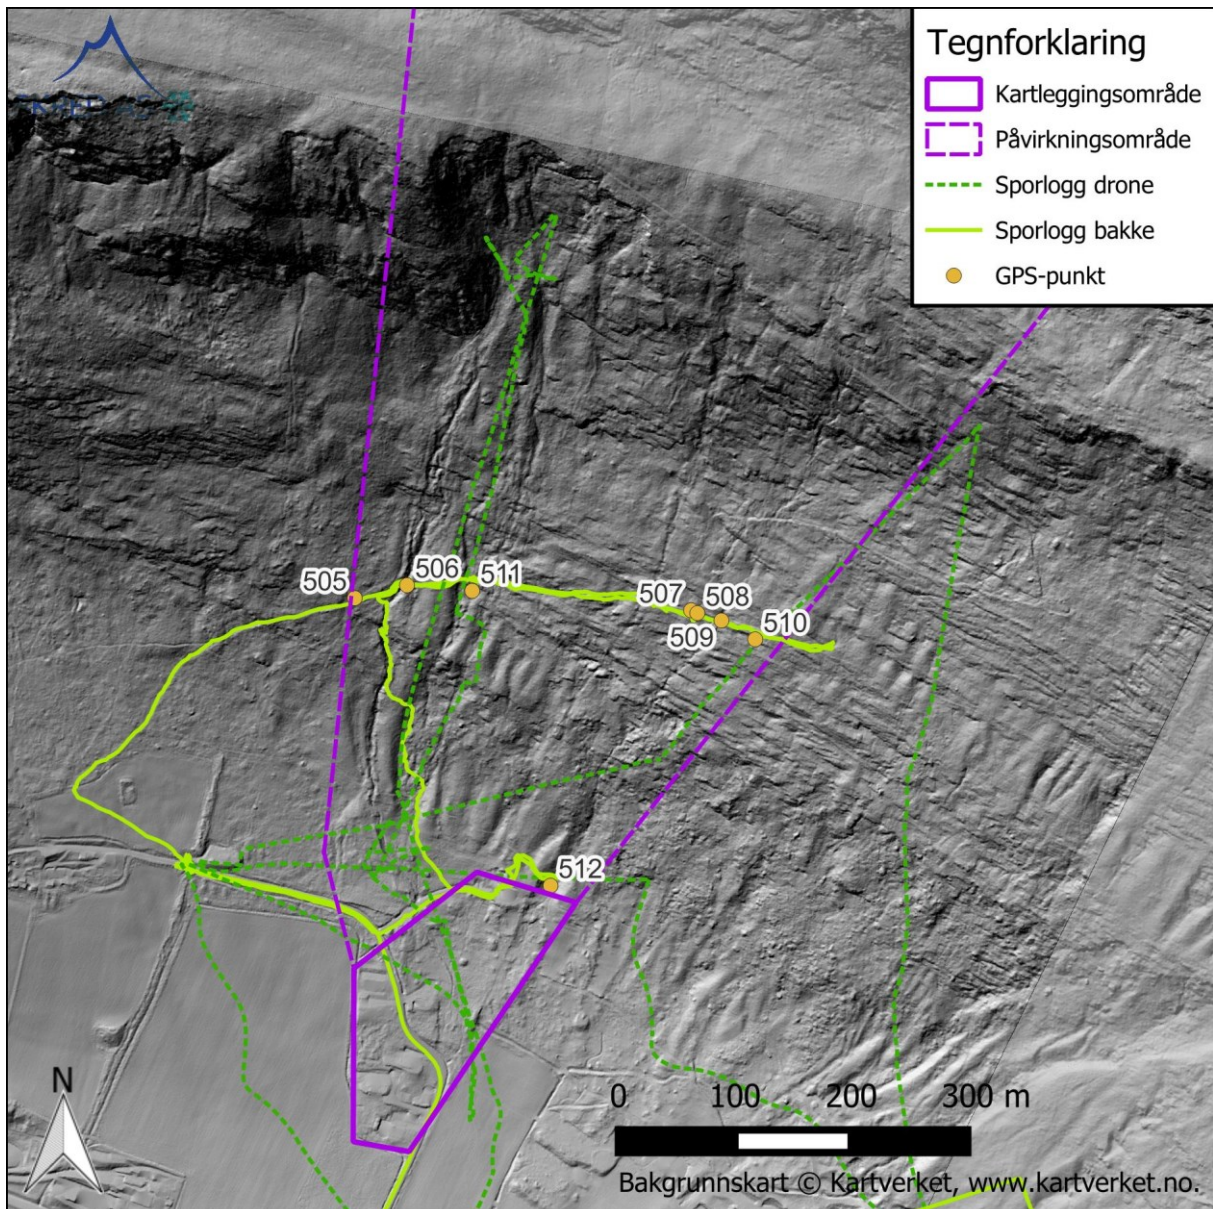 Tegnforklaring
Kartleggingsområde
Påvirkningsområde
Sporlogg drone
Sporlogg bakke
GPS-punkt
505
506
511
507
508
509
510
512
N
0 100 200 300 m
Bakgrunnskart © Kartverket, www.kartverket.no.